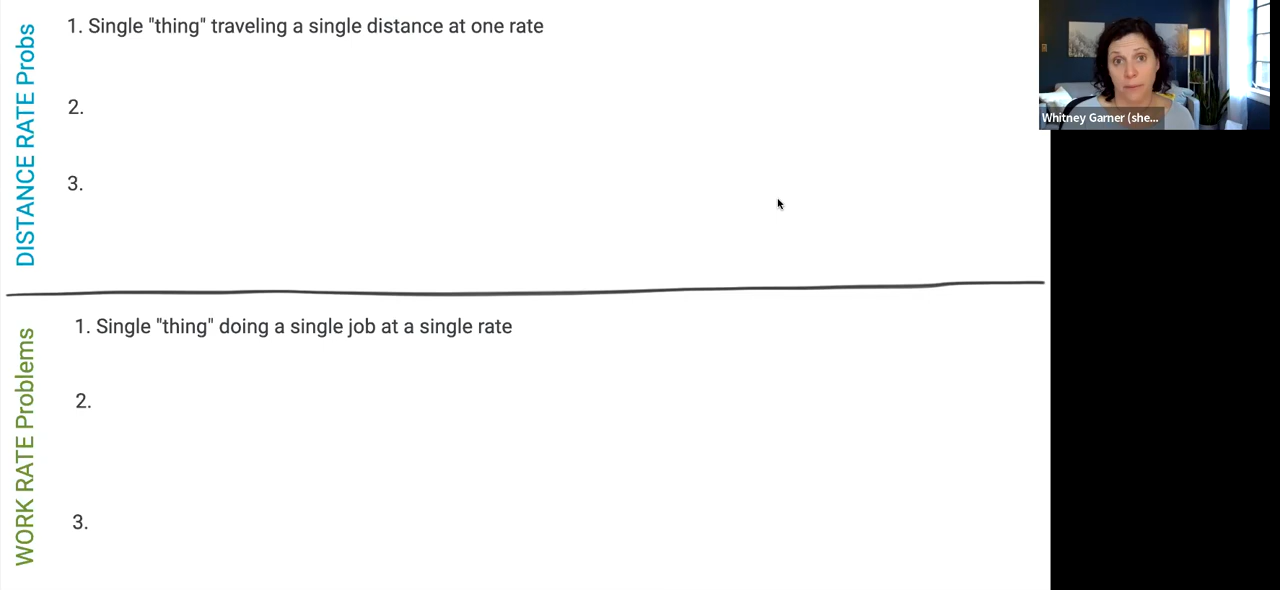 DISTANCE RATE Probs
1. Single "thing" traveling a single distance at one rate
2.
3.
WORK RATE Problems
1. Single "thing" doing a single job at a single rate
2.
3.
Whitney Garner (she...